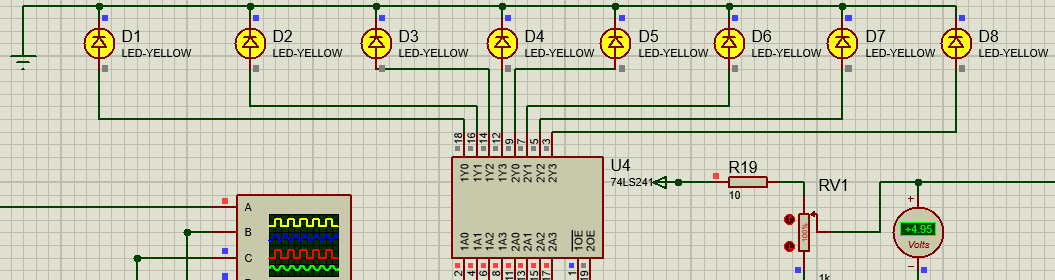 D1 D2 D3 D4 D5 D6 D7 D8
LED-YELLOW LED-YELLOW LED-YELLOW LED-YELLOW LED-YELLOW LED-YELLOW LED-YELLOW LED-YELLOW
18 16 14 12 9 7 5 3
1Y0 1Y1 1Y2 1Y3 2Y0 2Y1 2Y2 2Y3
U4
74LS241
R19
10
RV1
100%
1k
+
+4.95
Volts
A
B
C
1A0 1A1 1A2 1A3 2A0 2A1 2A2 2A3 1OE 2OE
2 4 6 8 11 13 15 17 1 19